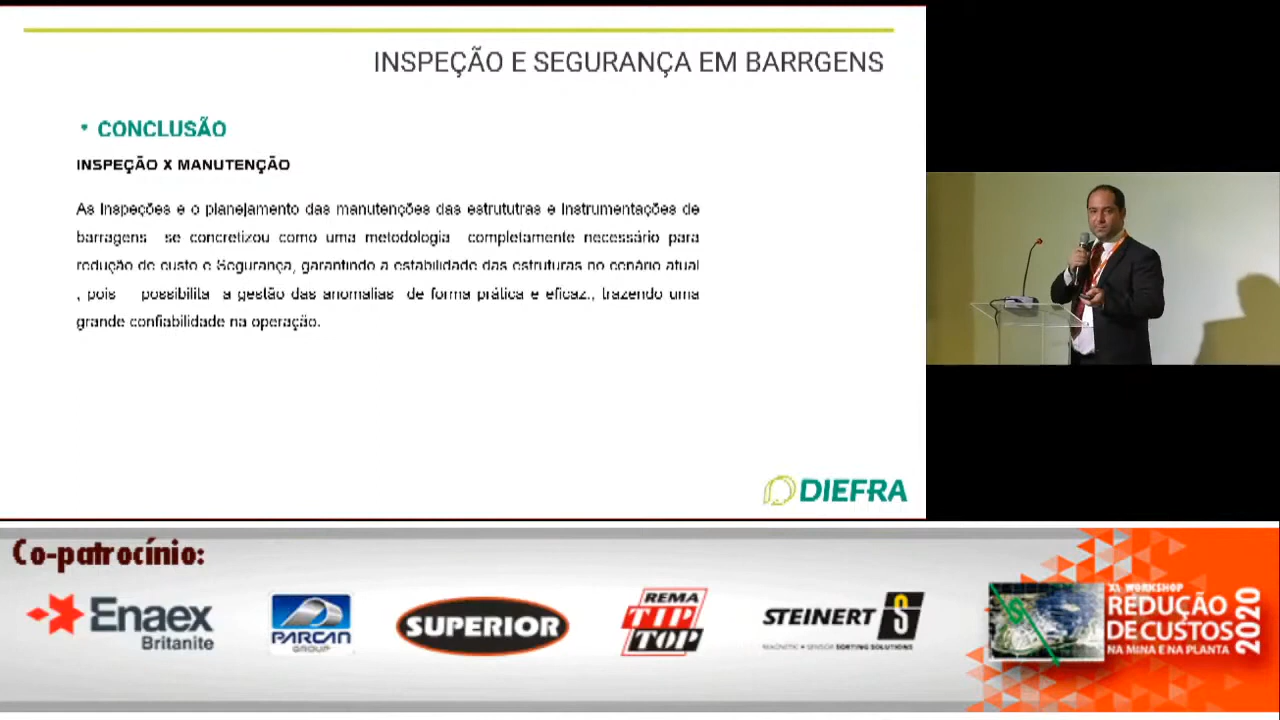 INSPEÇÃO E SEGURANÇA EM BARRGENS
• CONCLUSÃO
INSPEÇÃO X MANUTENÇÃO
As Inspeções e o planejamento das manutenções das estrututras e Instrumentações de
barragens se concretizou como uma metodologia completamente necessário para
redução de custo e Segurança, garantindo a estabilidade das estruturas no cenário atual
, pois possibilita a gestão das anomalias de forma prática e eficaz., trazendo uma
grande confiabilidade na operação.
DIEFRA
Co-patrocínio:
Enaex
Britanite
PARCAN
GROUP
SUPERIOR
REMA
TIP
TOP
STEINERT S
MAGNETIC + SENSOR SORTING SOLUTIONS
XI WORKSHOP
REDUÇÃO
DE CUSTOS
NA MINA E NA PLANTA
2020